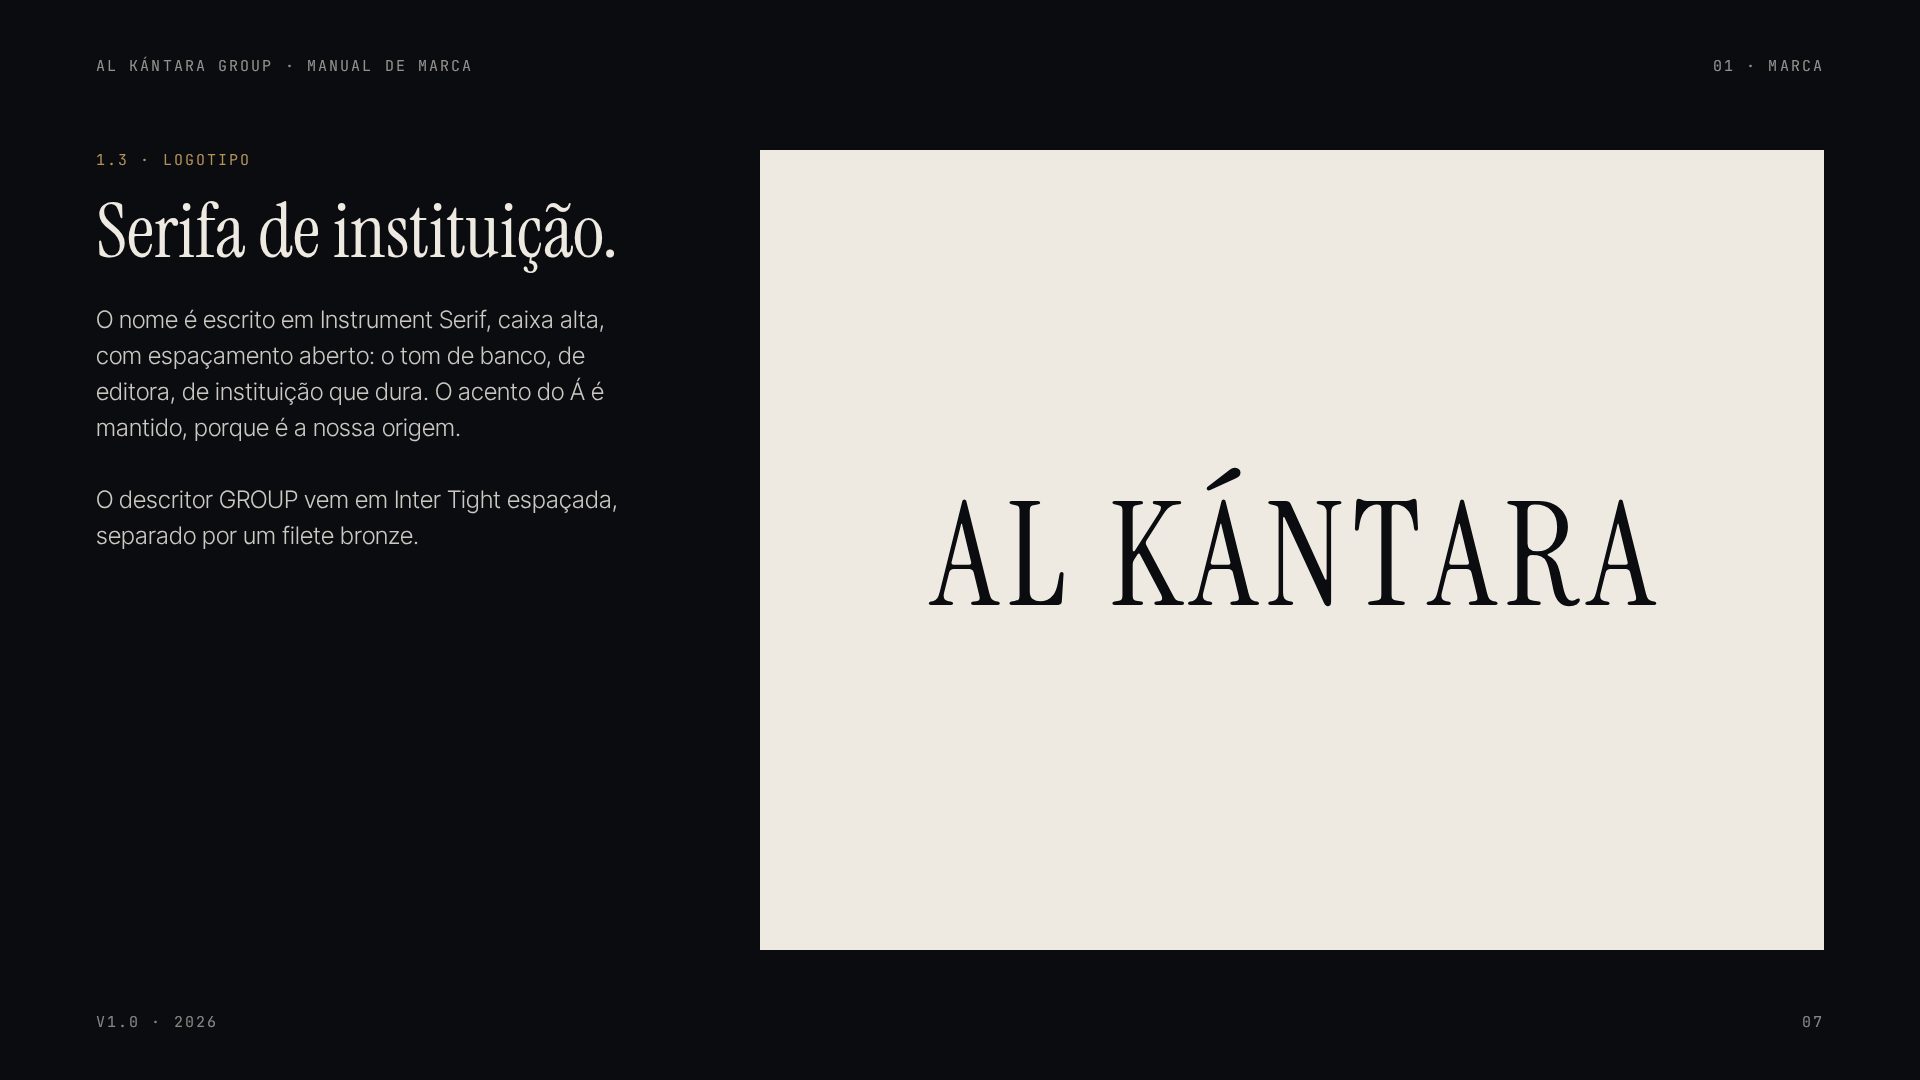 AL KÁNTARA GROUP · MANUAL DE MARCA
01 · MARCA
1.3 · LOGOTIPO
Serifa de instituição.
O nome é escrito em Instrument Serif, caixa alta,
com espaçamento aberto: o tom de banco, de
editora, de instituição que dura. O acento do Á é
mantido, porque é a nossa origem.
O descritor GROUP vem em Inter Tight espaçada,
separado por um filete bronze.
AL KÁNTARA
V1.0 · 2026
07